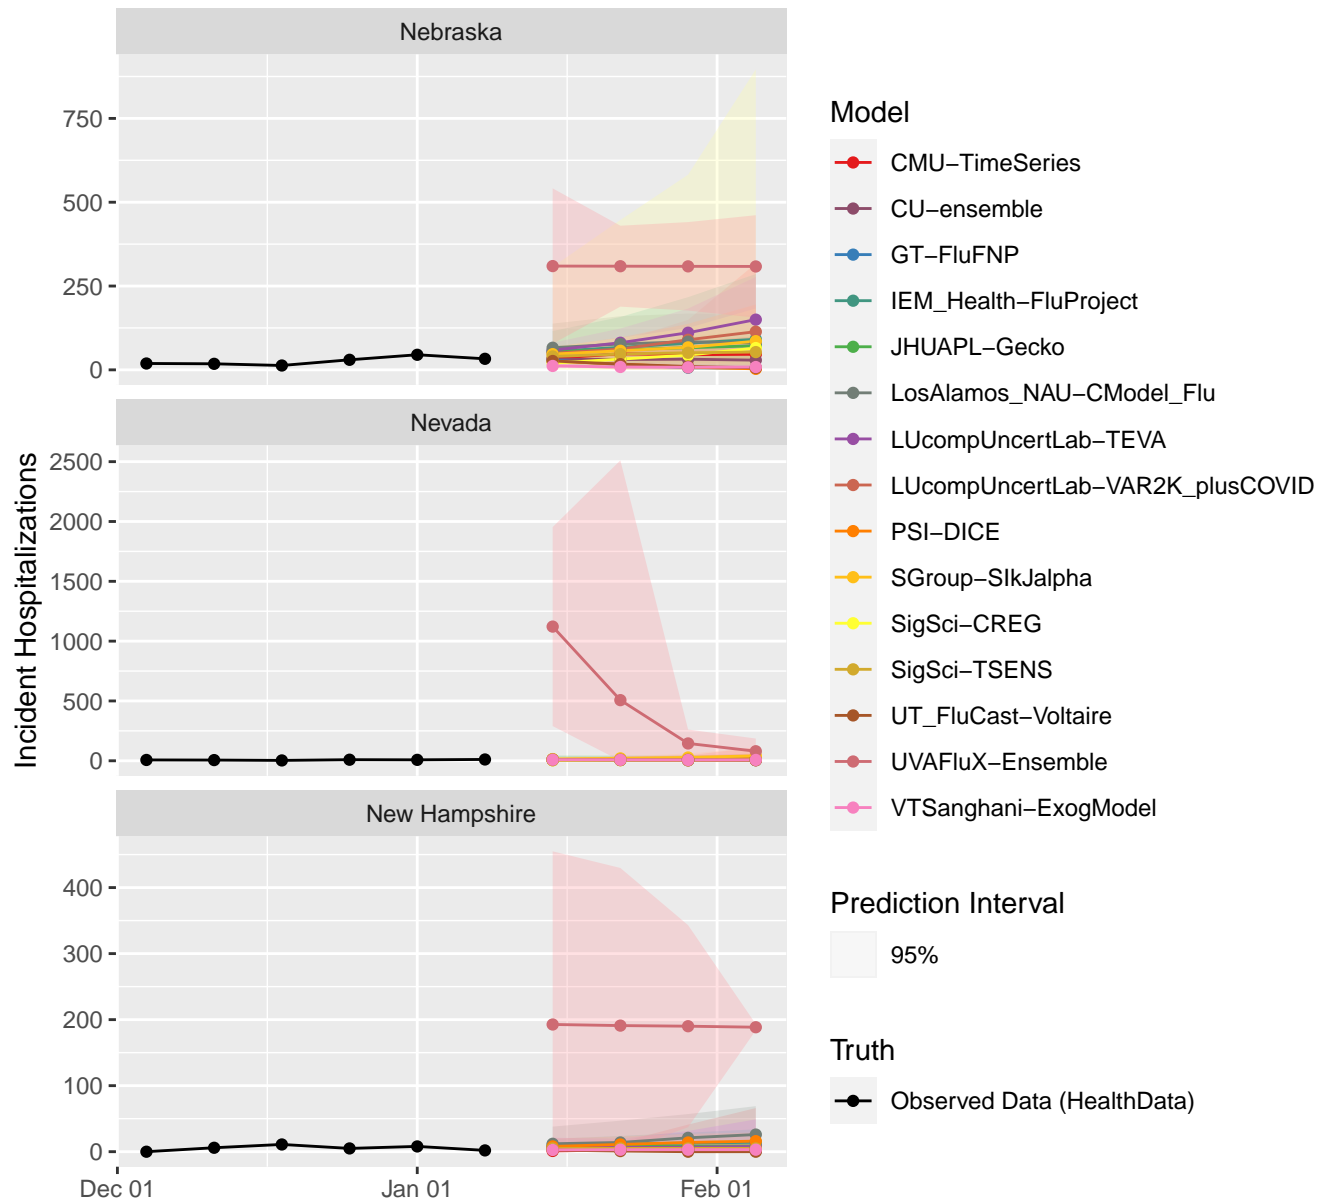 Nebraska
750
500
250
0
Nevada
2500
2000
1500
1000
500
0
New Hampshire
400
300
200
100
0
Dec 01
Jan 01
Feb 01
Incident Hospitalizations
Model
CMU−TimeSeries
CU−ensemble
GT−FluFNP
IEM_Health−FluProject
JHUAPL−Gecko
LosAlamos_NAU−CModel_Flu
LUcompUncertLab−TEVA
LUcompUncertLab−VAR2K_plusCOVID
PSI−DICE
SGroup−SIkJalpha
SigSci−CREG
SigSci−TSENS
UT_FluCast−Voltaire
UVAFluX−Ensemble
VTSanghani−ExogModel
Prediction Interval
95%
Truth
Observed Data (HealthData)